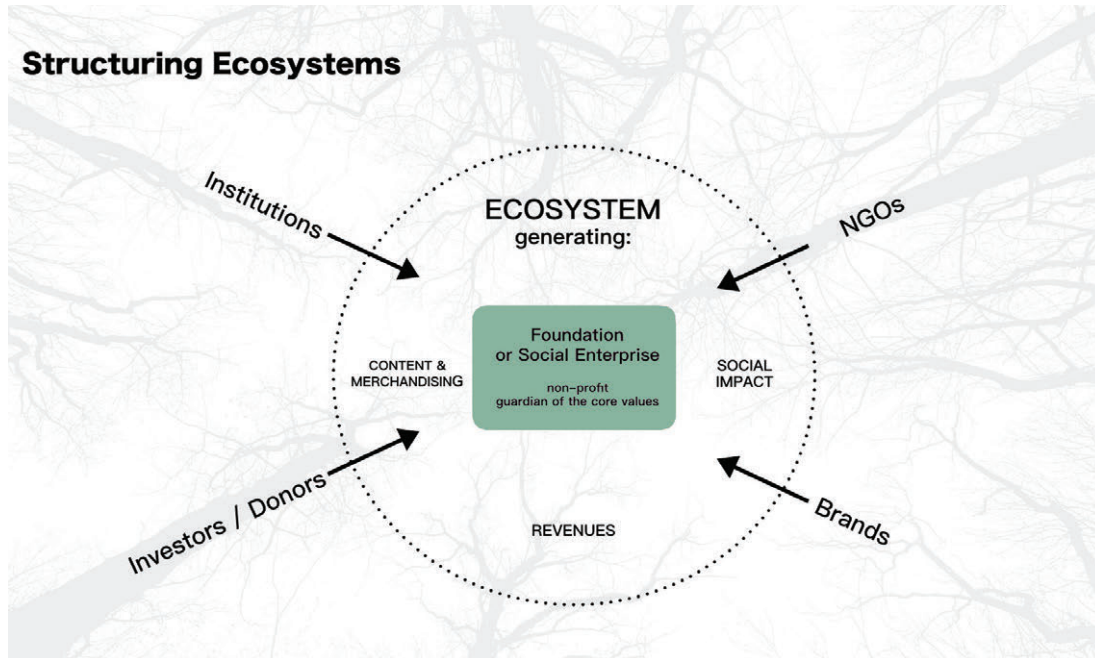 Structuring Ecosystems
Institutions
NGOs
ECOSYSTEM
generating:
Foundation
or Social Enterprise
non-profit
guardian of the core values
CONTENT &
MERCHANDISING
SOCIAL
IMPACT
Investors / Donors
Brands
REVENUES